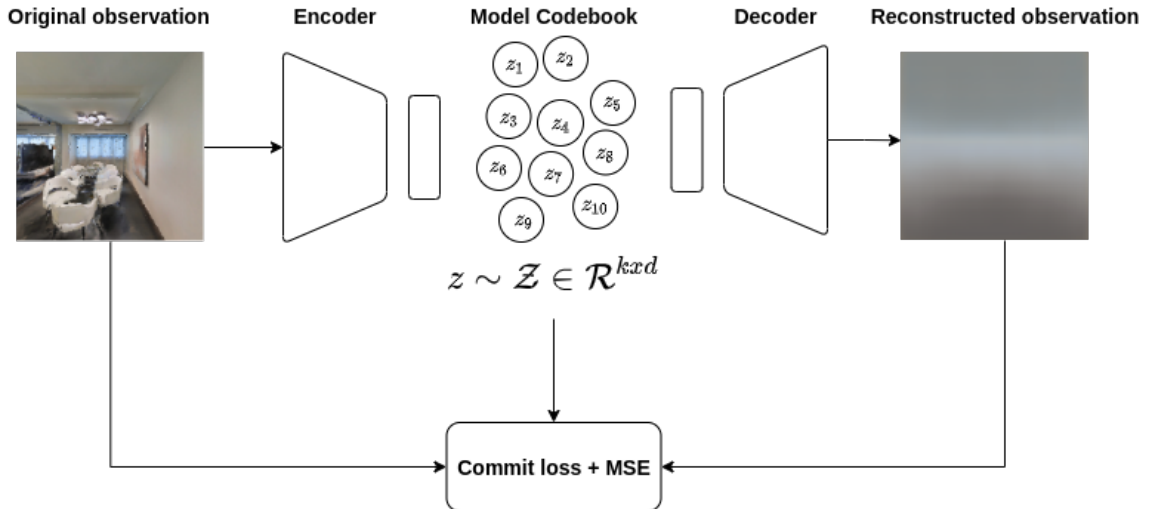 Original observation
Encoder
Model Codebook
Decoder
Reconstructed observation
z1
z2
z3
z4
z5
z6
z7
z8
z9
z10
z ∼ 𝒵 ∈ ℛ^{kxd}
Commit loss + MSE